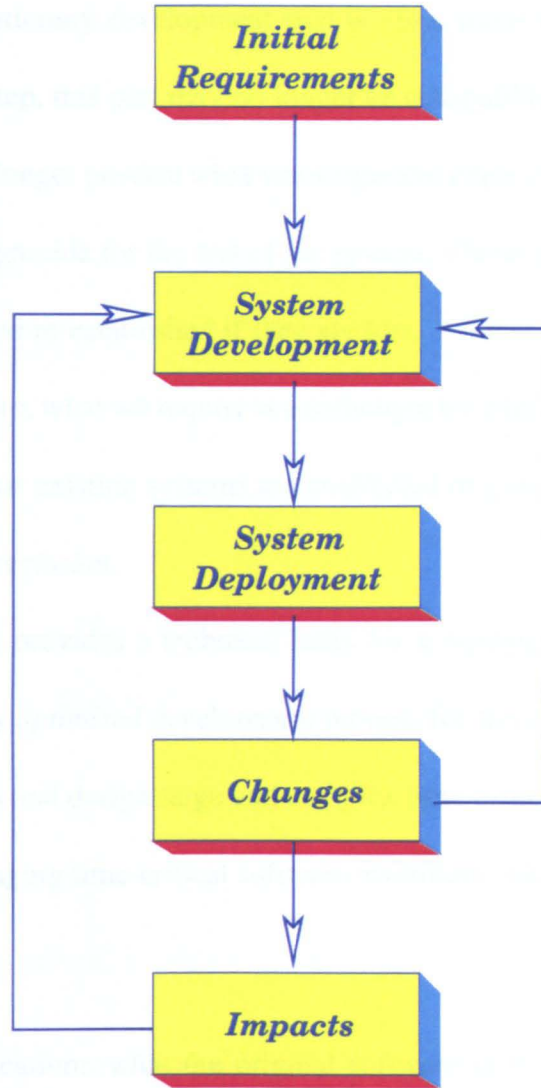 Initial
Requirements
System
Development
System
Deployment
Changes
Impacts